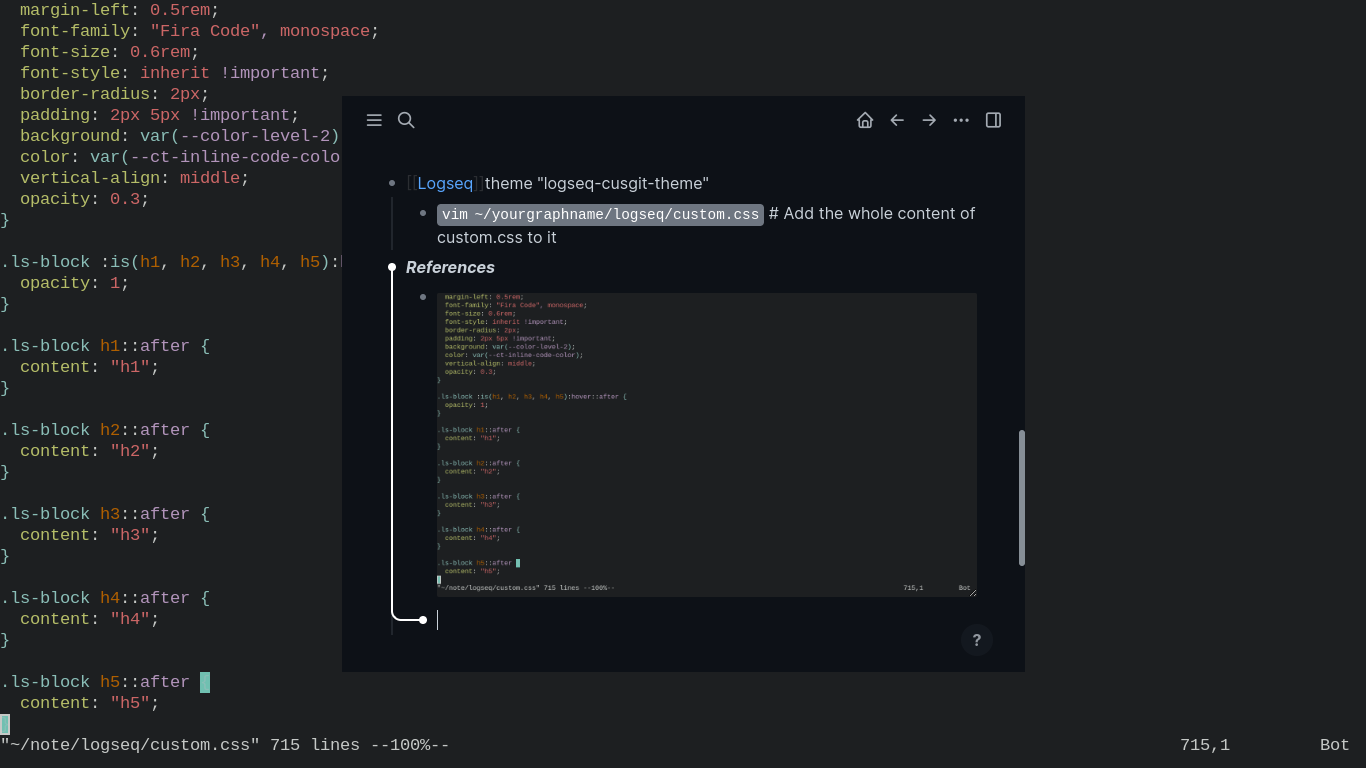 margin-left: 0.5rem;
font-family: "Fira Code", monospace;
font-size: 0.6rem;
font-style: inherit !important;
border-radius: 2px;
padding: 2px 5px !important;
background: var(--color-level-2)
color: var(--ct-inline-code-colo
vertical-align: middle;
opacity: 0.3;
}
.ls-block :is(h1, h2, h3, h4, h5):
opacity: 1;
}
.ls-block h1::after {
content: "h1";
}
.ls-block h2::after {
content: "h2";
}
.ls-block h3::after {
content: "h3";
}
.ls-block h4::after {
content: "h4";
}
.ls-block h5::after {
content: "h5";
}
"~/note/logseq/custom.css" 715 lines --100%-- 715,1 Bot
[[Logseq]] theme "logseq-cusgit-theme"
vim ~/yourgraphname/logseq/custom.css # Add the whole content of
custom.css to it
References
margin-left: 0.5rem;
font-family: "Fira Code", monospace;
font-size: 0.6rem;
font-style: inherit !important;
border-radius: 2px;
padding: 2px 5px !important;
background: var(--color-level-2);
color: var(--ct-inline-code-color);
vertical-align: middle;
opacity: 0.3;
}
.ls-block :is(h1, h2, h3, h4, h5):hover::after {
opacity: 1;
}
.ls-block h1::after {
content: "h1";
}
.ls-block h2::after {
content: "h2";
}
.ls-block h3::after {
content: "h3";
}
.ls-block h4::after {
content: "h4";
}
.ls-block h5::after {
content: "h5";
}
"~/note/logseq/custom.css" 715 lines --100%-- 715,1 Bot
?